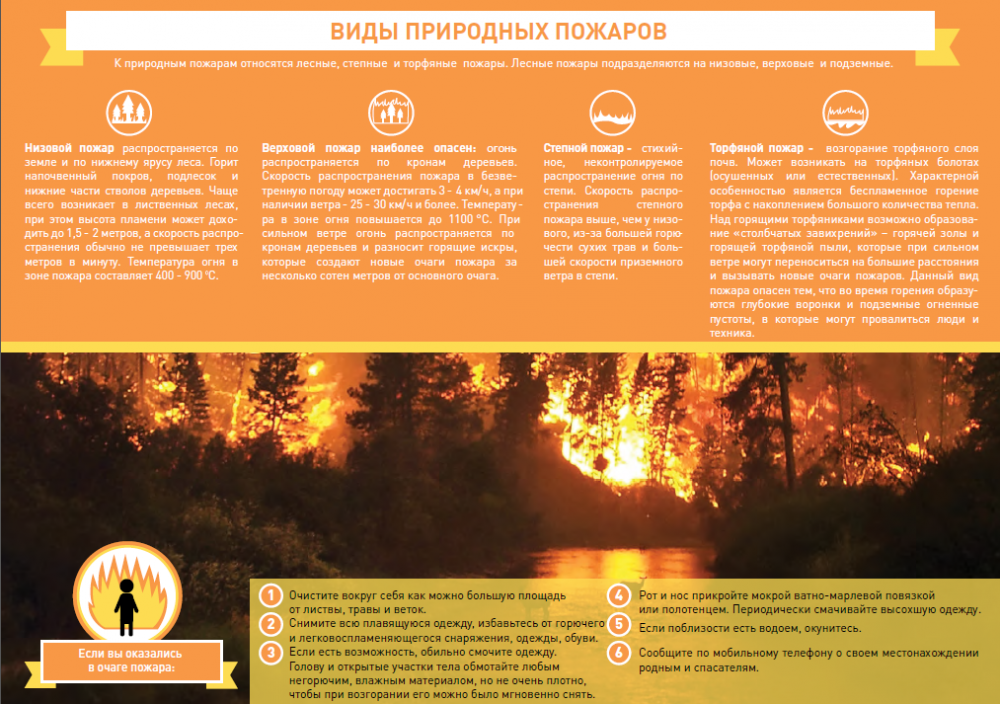 ВИДЫ ПРИРОДНЫХ ПОЖАРОВ
К природным пожарам относятся лесные, степные и торфяные пожары. Лесные пожары подразделяются на низовые, верховые и подземные.
Низовой пожар распространяется по
земле и по нижнему ярусу леса. Горит
напочвенный покров, подлесок и
нижние части стволов деревьев. Чаще
всего возникает в лиственных лесах,
при этом высота пламени может дохо-
дить до 1,5 - 2 метров, а скорость распро-
странения обычно не превышает трех
метров в минуту. Температура огня в
зоне пожара составляет 400 - 900 °С.
Верховой пожар наиболее опасен: огонь
распространяется по кронам деревьев.
Скорость распространения пожара в безве-
тренную погоду может достигать 3 - 4 км/ч, а при
наличии ветра - 25 - 30 км/ч и более. Температу-
ра в зоне огня повышается до 1100 °С. При
сильном ветре огонь распространяется по
кронам деревьев и разносит горящие искры,
которые создают новые очаги пожара за
несколько сотен метров от основного очага.
Степной пожар - стихий-
ное, неконтролируемое
распространение огня по
степи. Скорость распро-
странения степного
пожара выше, чем у низо-
вого, из-за большей горю-
чести сухих трав и боль-
шей скорости приземного
ветра в степи.
Торфяной пожар - возгорание торфяного слоя
почв. Может возникать на торфяных болотах
(осушенных или естественных). Характерной
особенностью является беспламенное горение
торфа с накоплением большого количества тепла.
Над горящими торфяниками возможно образова-
ние «столбчатых завихрений» – горячей золы и
горящей торфяной пыли, которые при сильном
ветре могут переноситься на большие расстояния
и вызывать новые очаги пожаров. Данный вид
пожара опасен тем, что во время горения образу-
ются глубокие воронки и подземные огненные
пустоты, в которые могут провалиться люди и
техника.
Если вы оказались
в очаге пожара:
1 Очистите вокруг себя как можно большую площадь
от листвы, травы и веток.
2 Снимите всю плавящуюся одежду, избавьтесь от горючего
и легковоспламеняющегося снаряжения, одежды, обуви.
3 Если есть возможность, обильно смочите одежду.
Голову и открытые участки тела обмотайте любым
негорючим, влажным материалом, но не очень плотно,
чтобы при возгорании его можно было мгновенно снять.
4 Рот и нос прикройте мокрой ватно-марлевой повязкой
или полотенцем. Периодически смачивайте высохшую одежду.
5 Если поблизости есть водоем, окунитесь.
6 Сообщите по мобильному телефону о своем местонахождении
родным и спасателям.